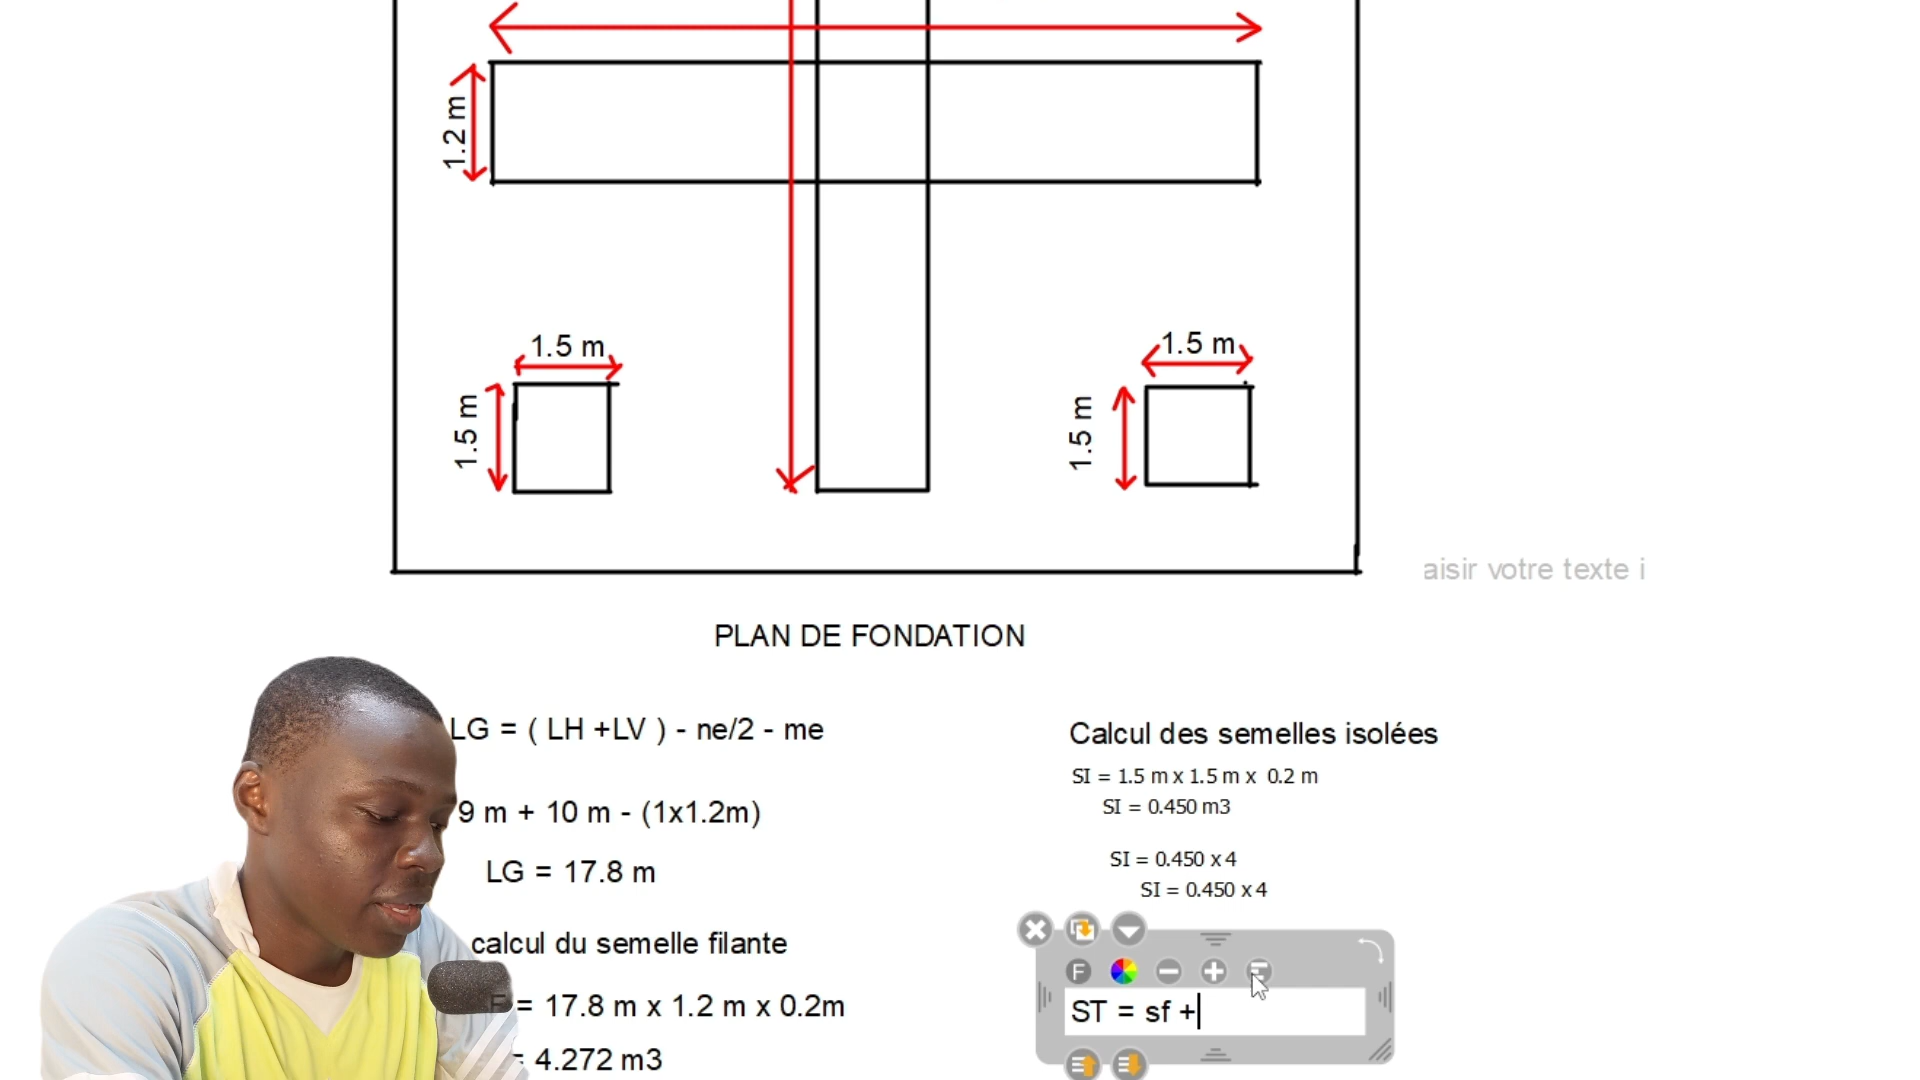 1.2 m
1.5 m
1.5 m
1.5 m
1.5 m
aisir votre texte i
PLAN DE FONDATION
LG = ( LH +LV ) - ne/2 - me
9 m + 10 m - (1x1.2m)
LG = 17.8 m
calcul du semelle filante
F = 17.8 m x 1.2 m x 0.2m
= 4.272 m3
Calcul des semelles isolées
SI = 1.5 m x 1.5 m x 0.2 m
SI = 0.450 m3
SI = 0.450 x 4
SI = 0.450 x 4
F
ST = sf +